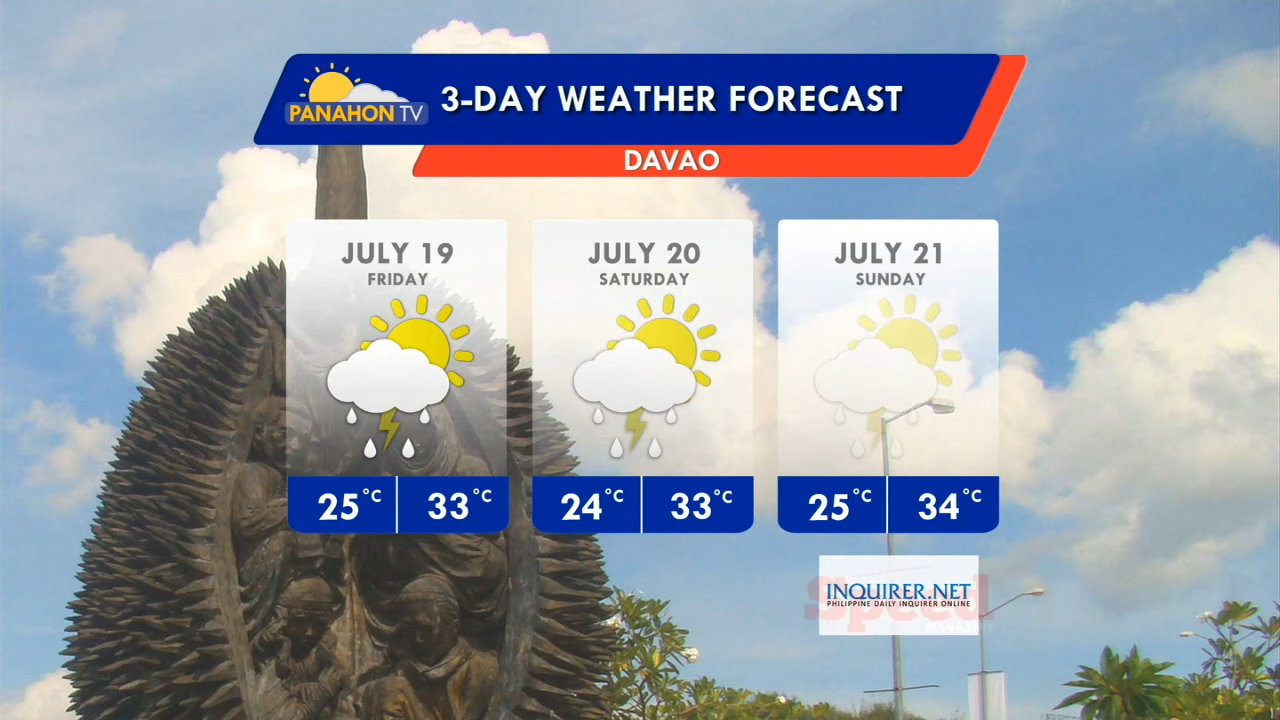 PANAHON TV
3-DAY WEATHER FORECAST
DAVAO
JULY 19
FRIDAY
25°C
33°C
JULY 20
SATURDAY
24°C
33°C
JULY 21
SUNDAY
25°C
34°C
INQUIRER.NET
PHILIPPINE DAILY INQUIRER ONLINE
Speed